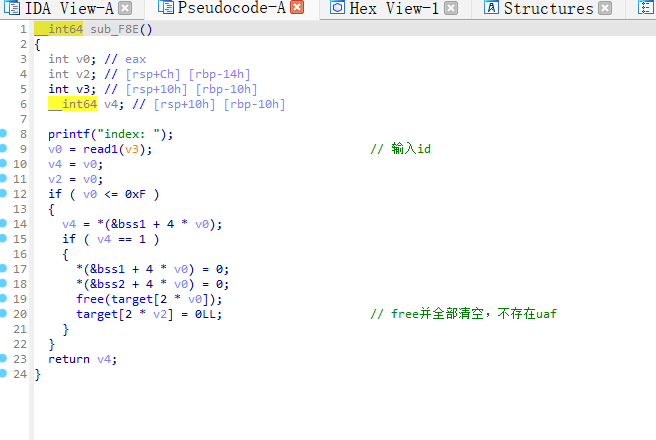 IDA View-A Pseudocode-A Hex View-1 Structures
1 __int64 sub_F8E()
2 {
3 int v0; // eax
4 int v2; // [rsp+Ch] [rbp-14h]
5 int v3; // [rsp+10h] [rbp-10h]
6 __int64 v4; // [rsp+10h] [rbp-10h]
7
8 printf("index: ");
9 v0 = read1(v3); // 输入id
10 v4 = v0;
11 v2 = v0;
12 if ( v0 <= 0xF )
13 {
14 v4 = *(&bss1 + 4 * v0);
15 if ( v4 == 1 )
16 {
17 *(&bss1 + 4 * v0) = 0;
18 *(&bss2 + 4 * v0) = 0;
19 free(target[2 * v0]);
20 target[2 * v2] = 0LL; // free并全部清空，不存在uaf
21 }
22 }
23 return v4;
24 }